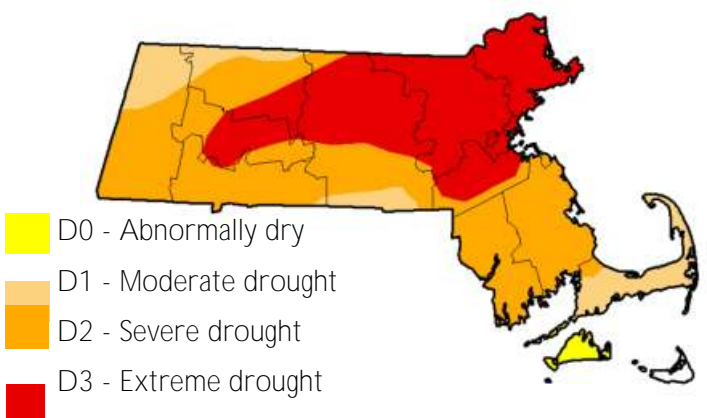 D0 - Abnormally dry
D1 - Moderate drought
D2 - Severe drought
D3 - Extreme drought